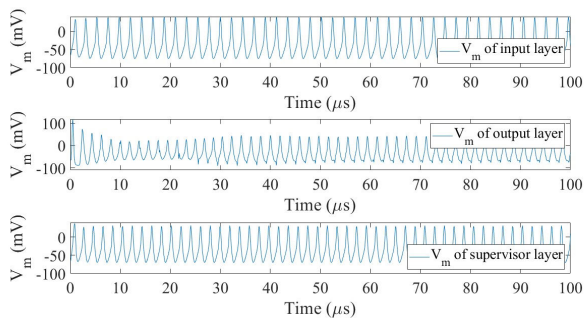 V_m (mV)
0
-50
-100
V_m of input layer
0 10 20 30 40 50 60 70 80 90 100
Time (μs)
V_m (mV)
100
0
-100
V_m of output layer
0 10 20 30 40 50 60 70 80 90 100
Time (μs)
V_m (mV)
0
-50
-100
V_m of supervisor layer
0 10 20 30 40 50 60 70 80 90 100
Time (μs)